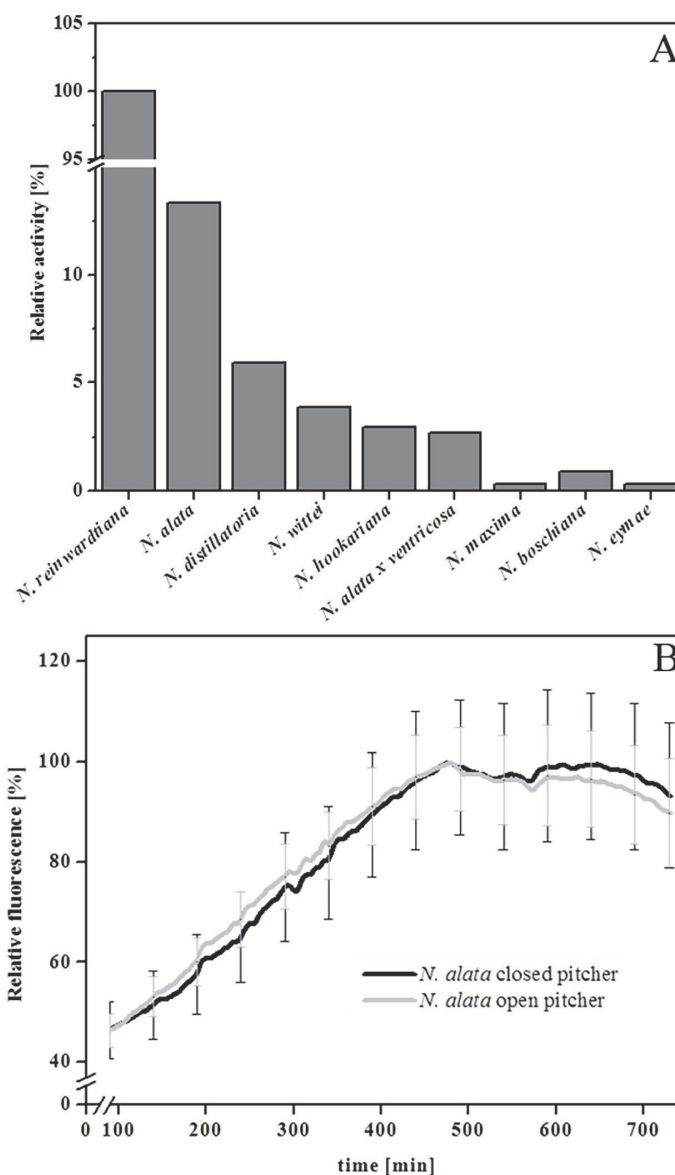 A
Relative activity [%]
105
100
95
10
5
0
N. reinwardtiana
N. alata
N. distillatoria
N. wittei
N. hookariana
N. alata x ventricosa
N. maxima
N. boschiana
N. eymae
B
Relative fluorescence [%]
120
100
80
60
40
0
N. alata closed pitcher
N. alata open pitcher
0 100 200 300 400 500 600 700
time [min]